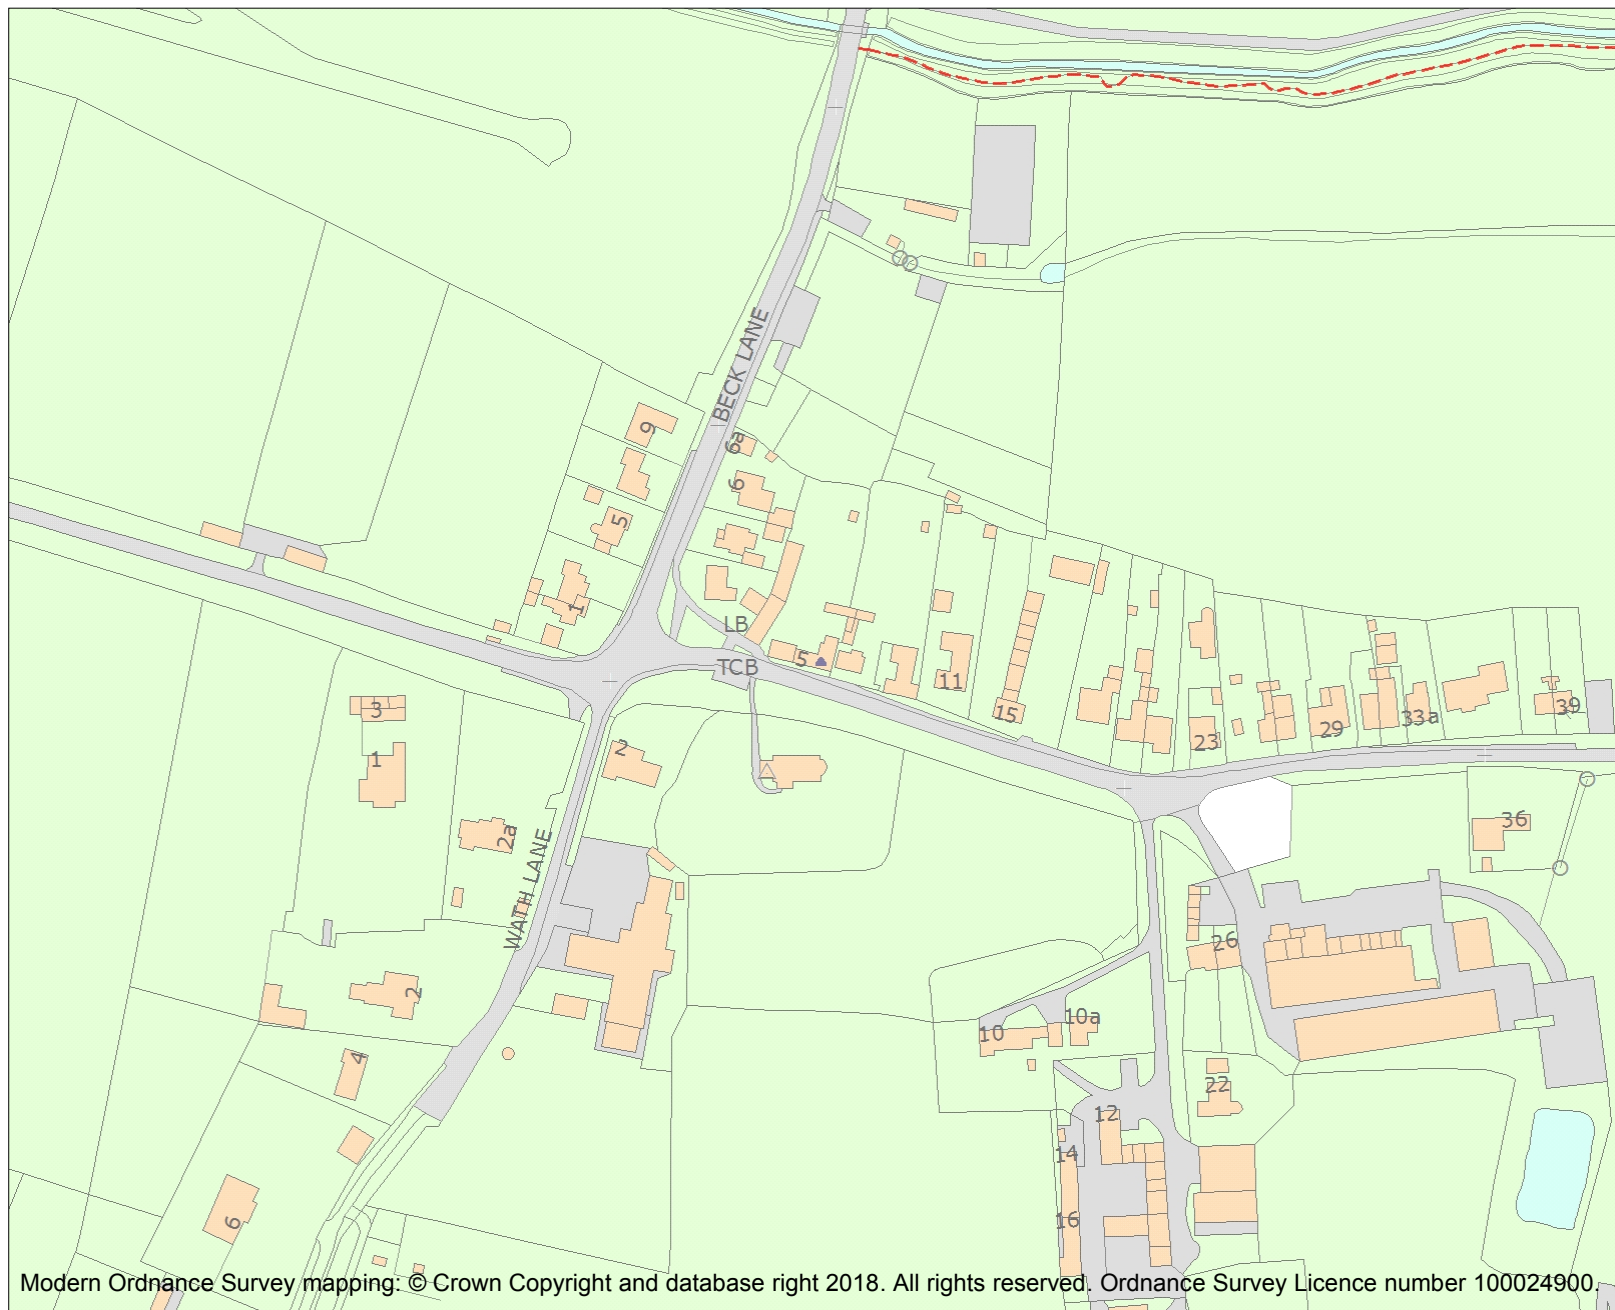 BECK LANE
9
6a
6
5
1
LB
TCB
5
11
15
3
1
2
23
29
33a
39
2a
36
WATH LANE
26
2
10
10a
4
22
12
14
6
16
Modern Ordnance Survey mapping: © Crown Copyright and database right 2018. All rights reserved. Ordnance Survey Licence number 100024900.